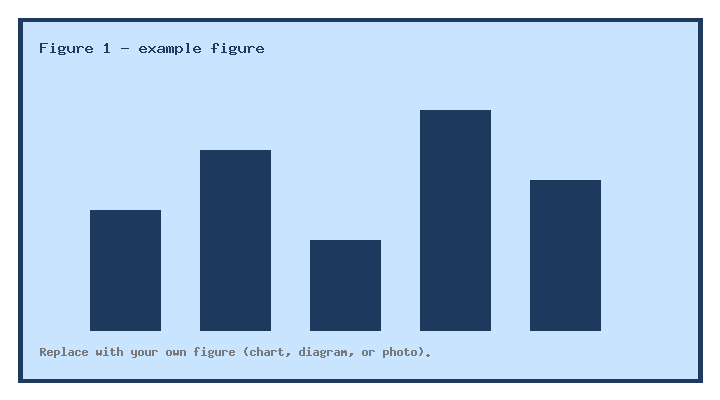 Figure 1 — example figure
Replace with your own figure (chart, diagram, or photo).